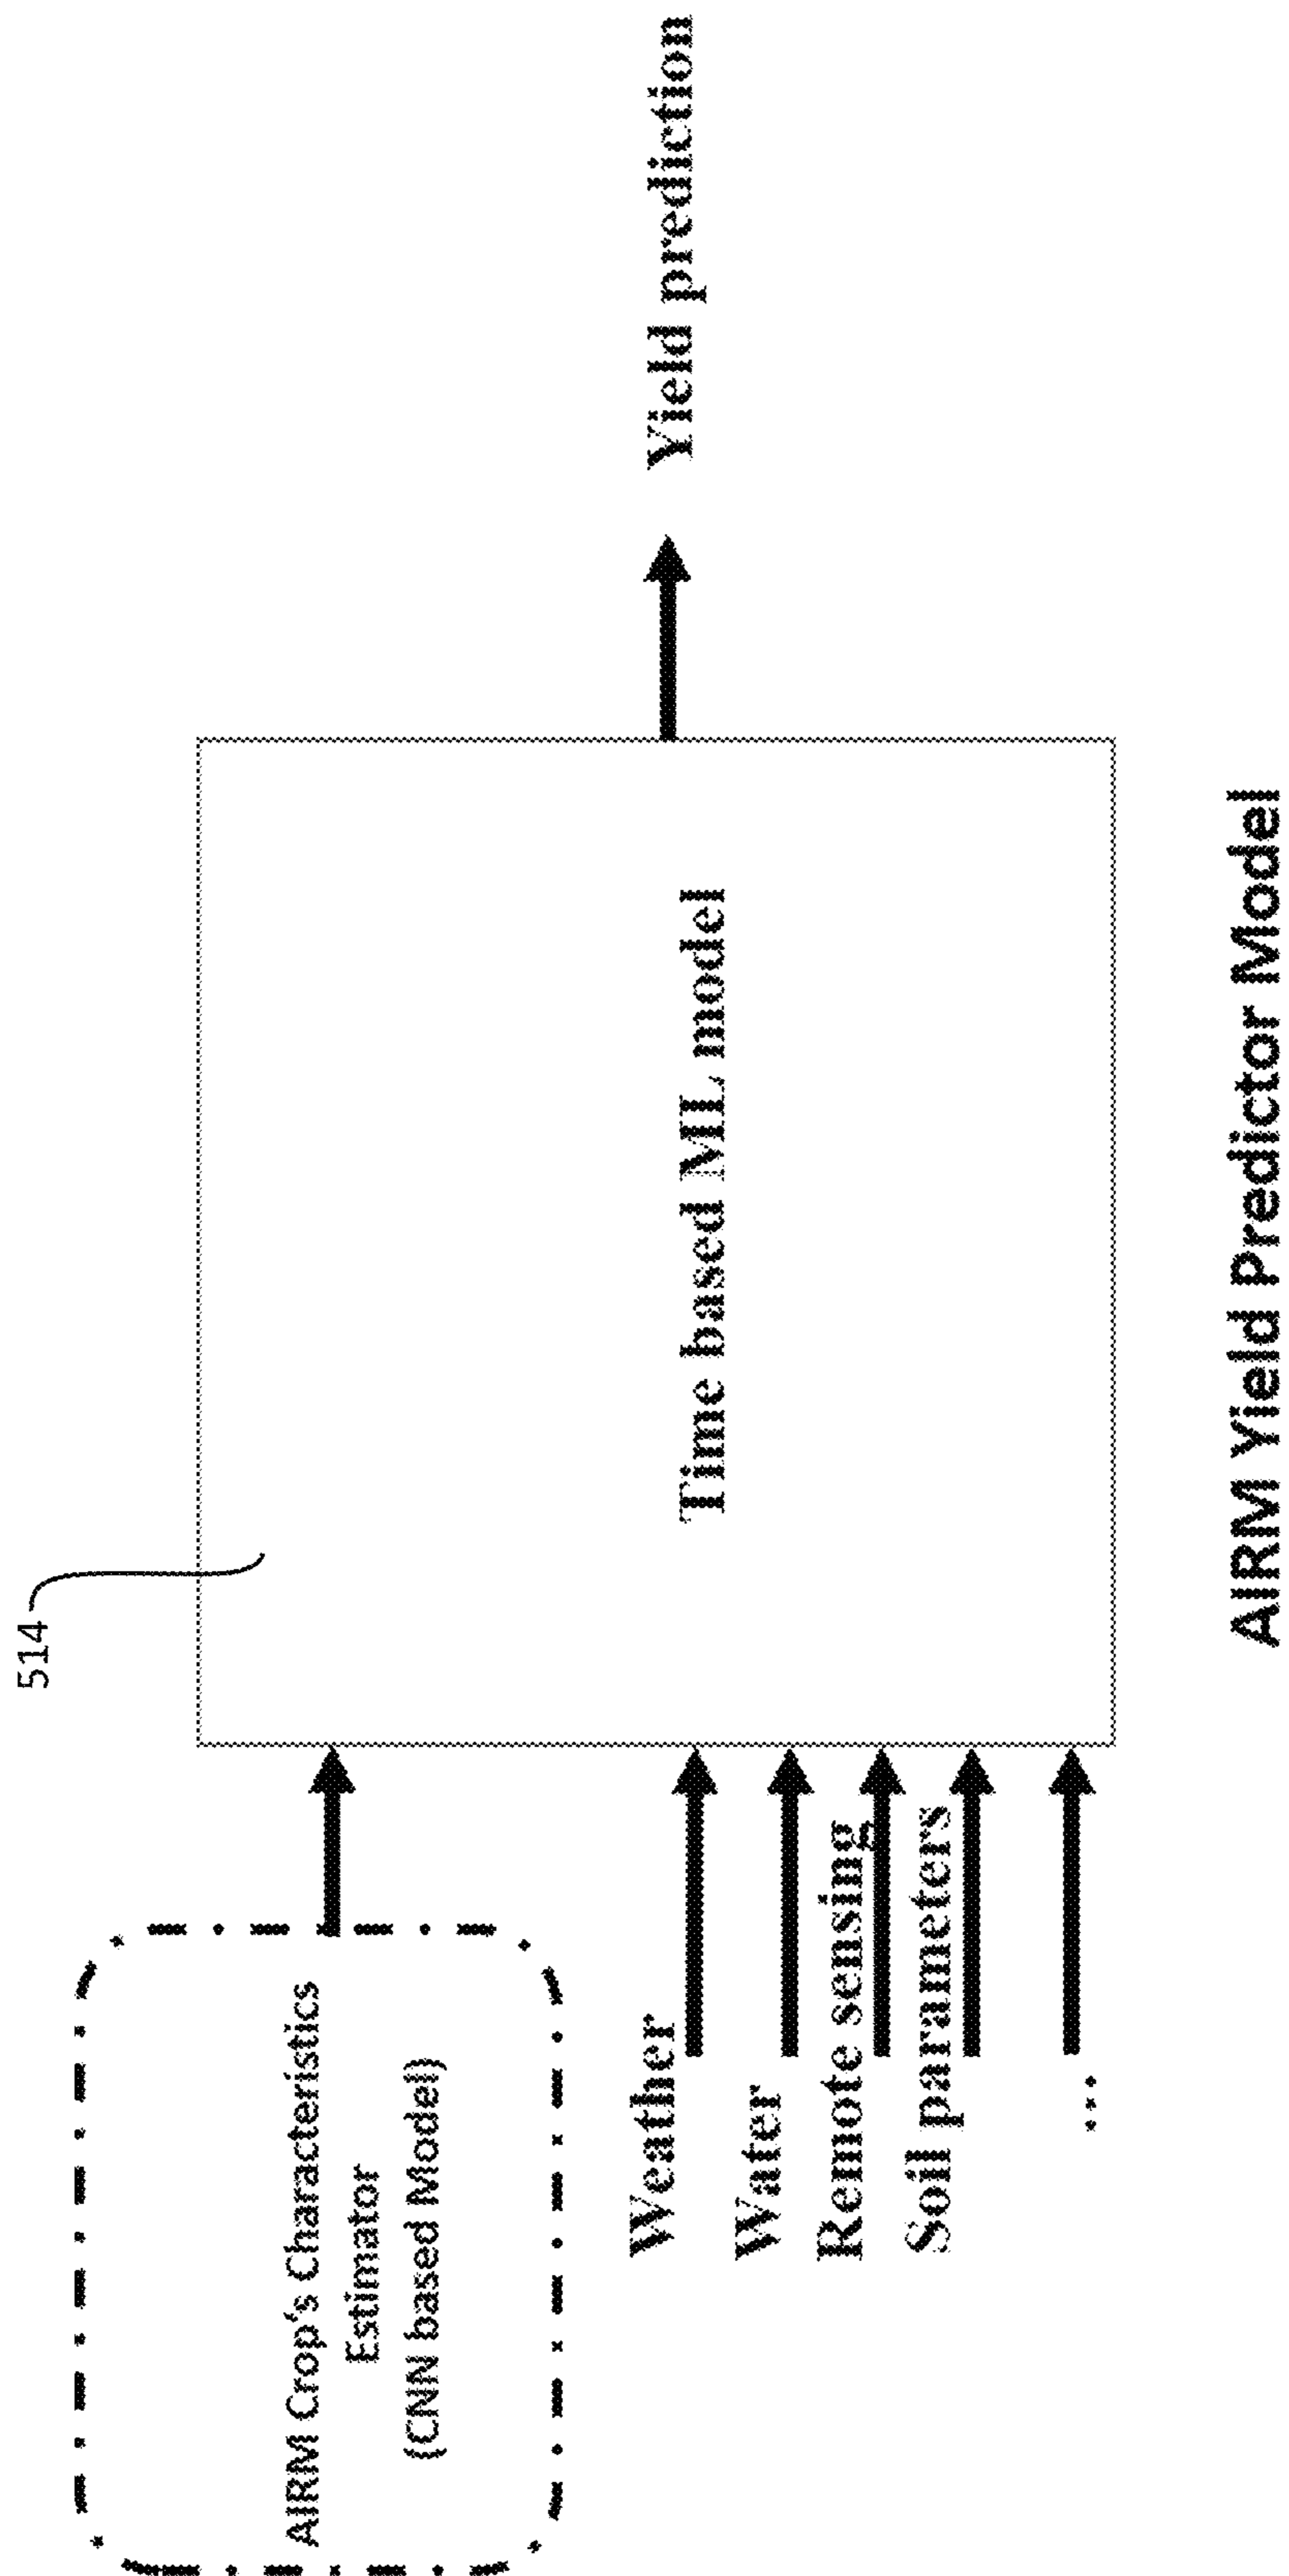 514
AIRM Crop's Characteristics
Estimator
(CNN based Model)
Weather
Water
Remote sensing
Soil parameters
...
Time based ML model
Yield prediction
AIRM Yield Predictor Model